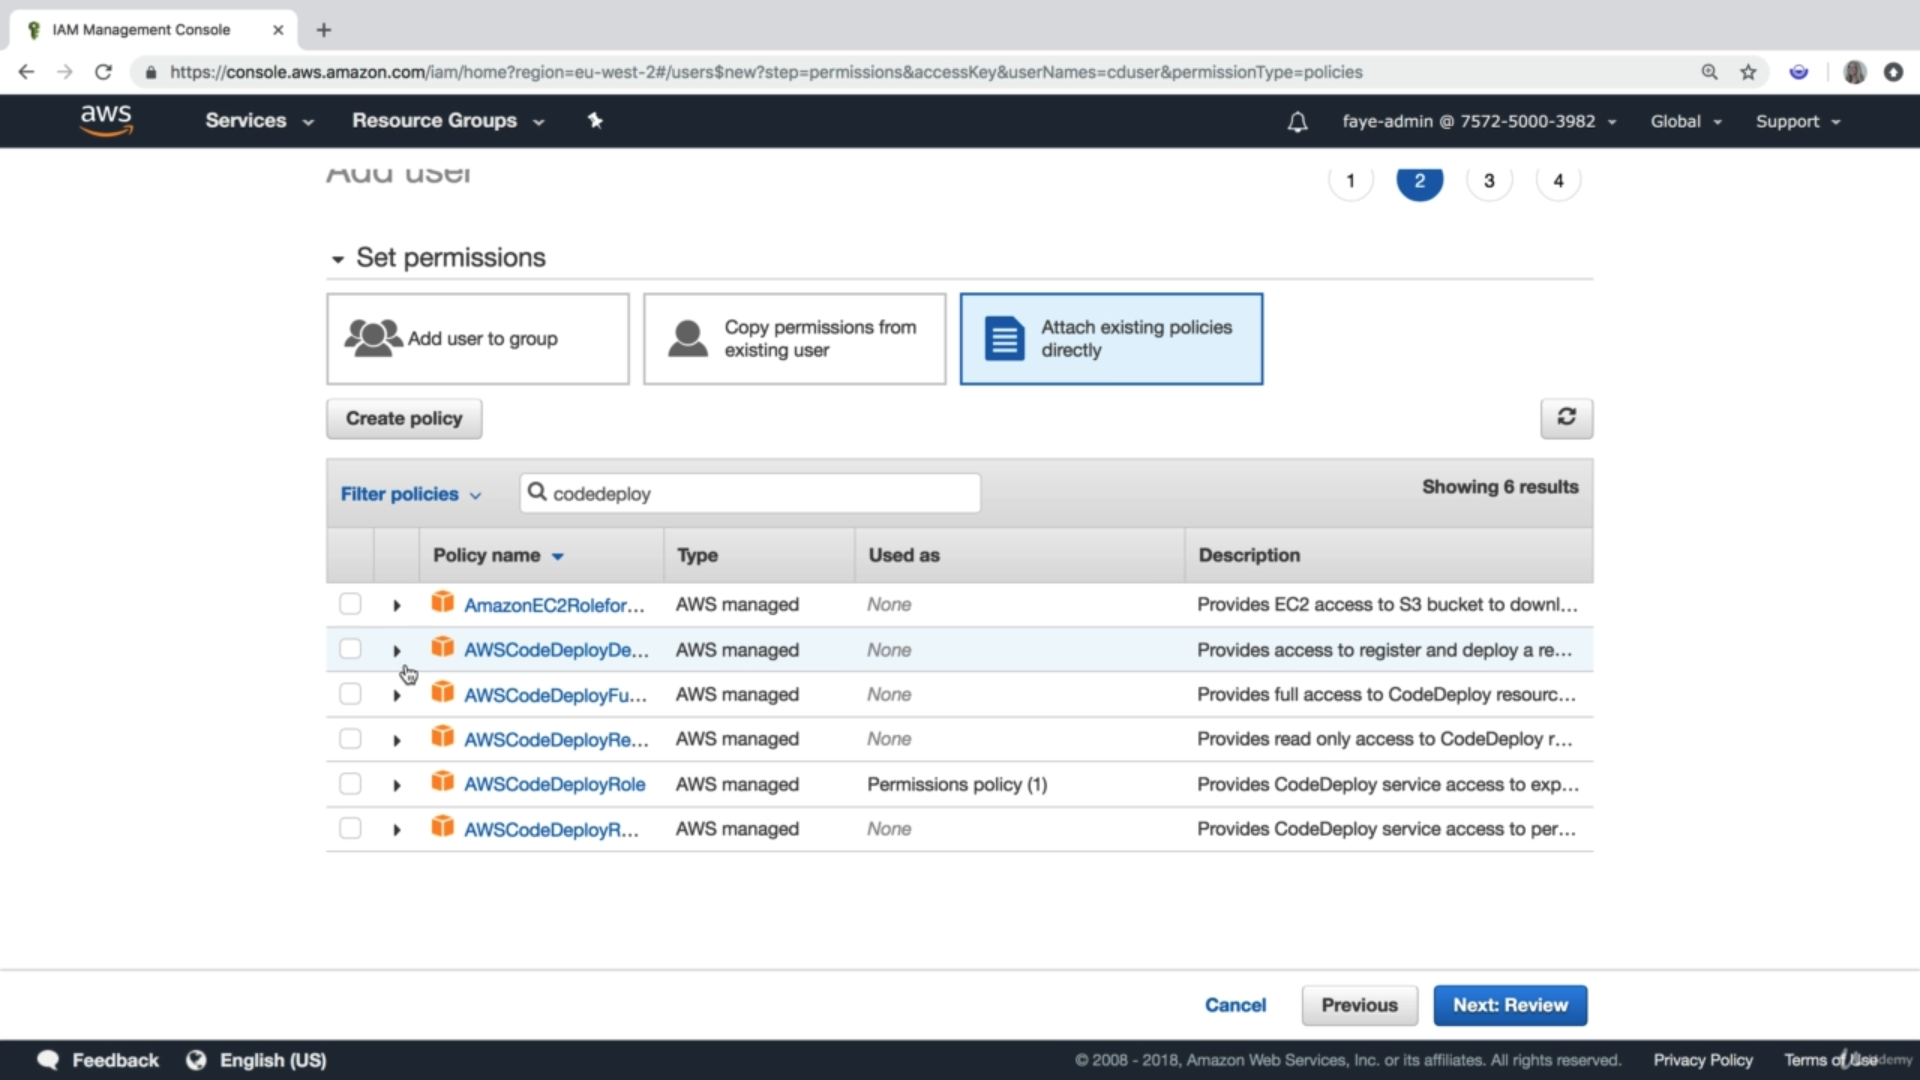 IAM Management Console
https://console.aws.amazon.com/iam/home?region=eu-west-2#/users$new?step=permissions&accessKey&userNames=cduser&permissionType=policies
aws Services Resource Groups faye-admin @ 7572-5000-3982 Global Support
Add user 1 2 3 4
Set permissions
Add user to group
Copy permissions from
existing user
Attach existing policies
directly
Create policy
Filter policies codedeploy Showing 6 results
Policy name Type Used as Description
AmazonEC2Rolefor... AWS managed None Provides EC2 access to S3 bucket to downl...
AWSCodeDeployDe... AWS managed None Provides access to register and deploy a re...
AWSCodeDeployFu... AWS managed None Provides full access to CodeDeploy resourc...
AWSCodeDeployRe... AWS managed None Provides read only access to CodeDeploy r...
AWSCodeDeployRole AWS managed Permissions policy (1) Provides CodeDeploy service access to exp...
AWSCodeDeployR... AWS managed None Provides CodeDeploy service access to per...
Cancel Previous Next: Review
Feedback English (US) © 2008 - 2018, Amazon Web Services, Inc. or its affiliates. All rights reserved. Privacy Policy Terms of Use